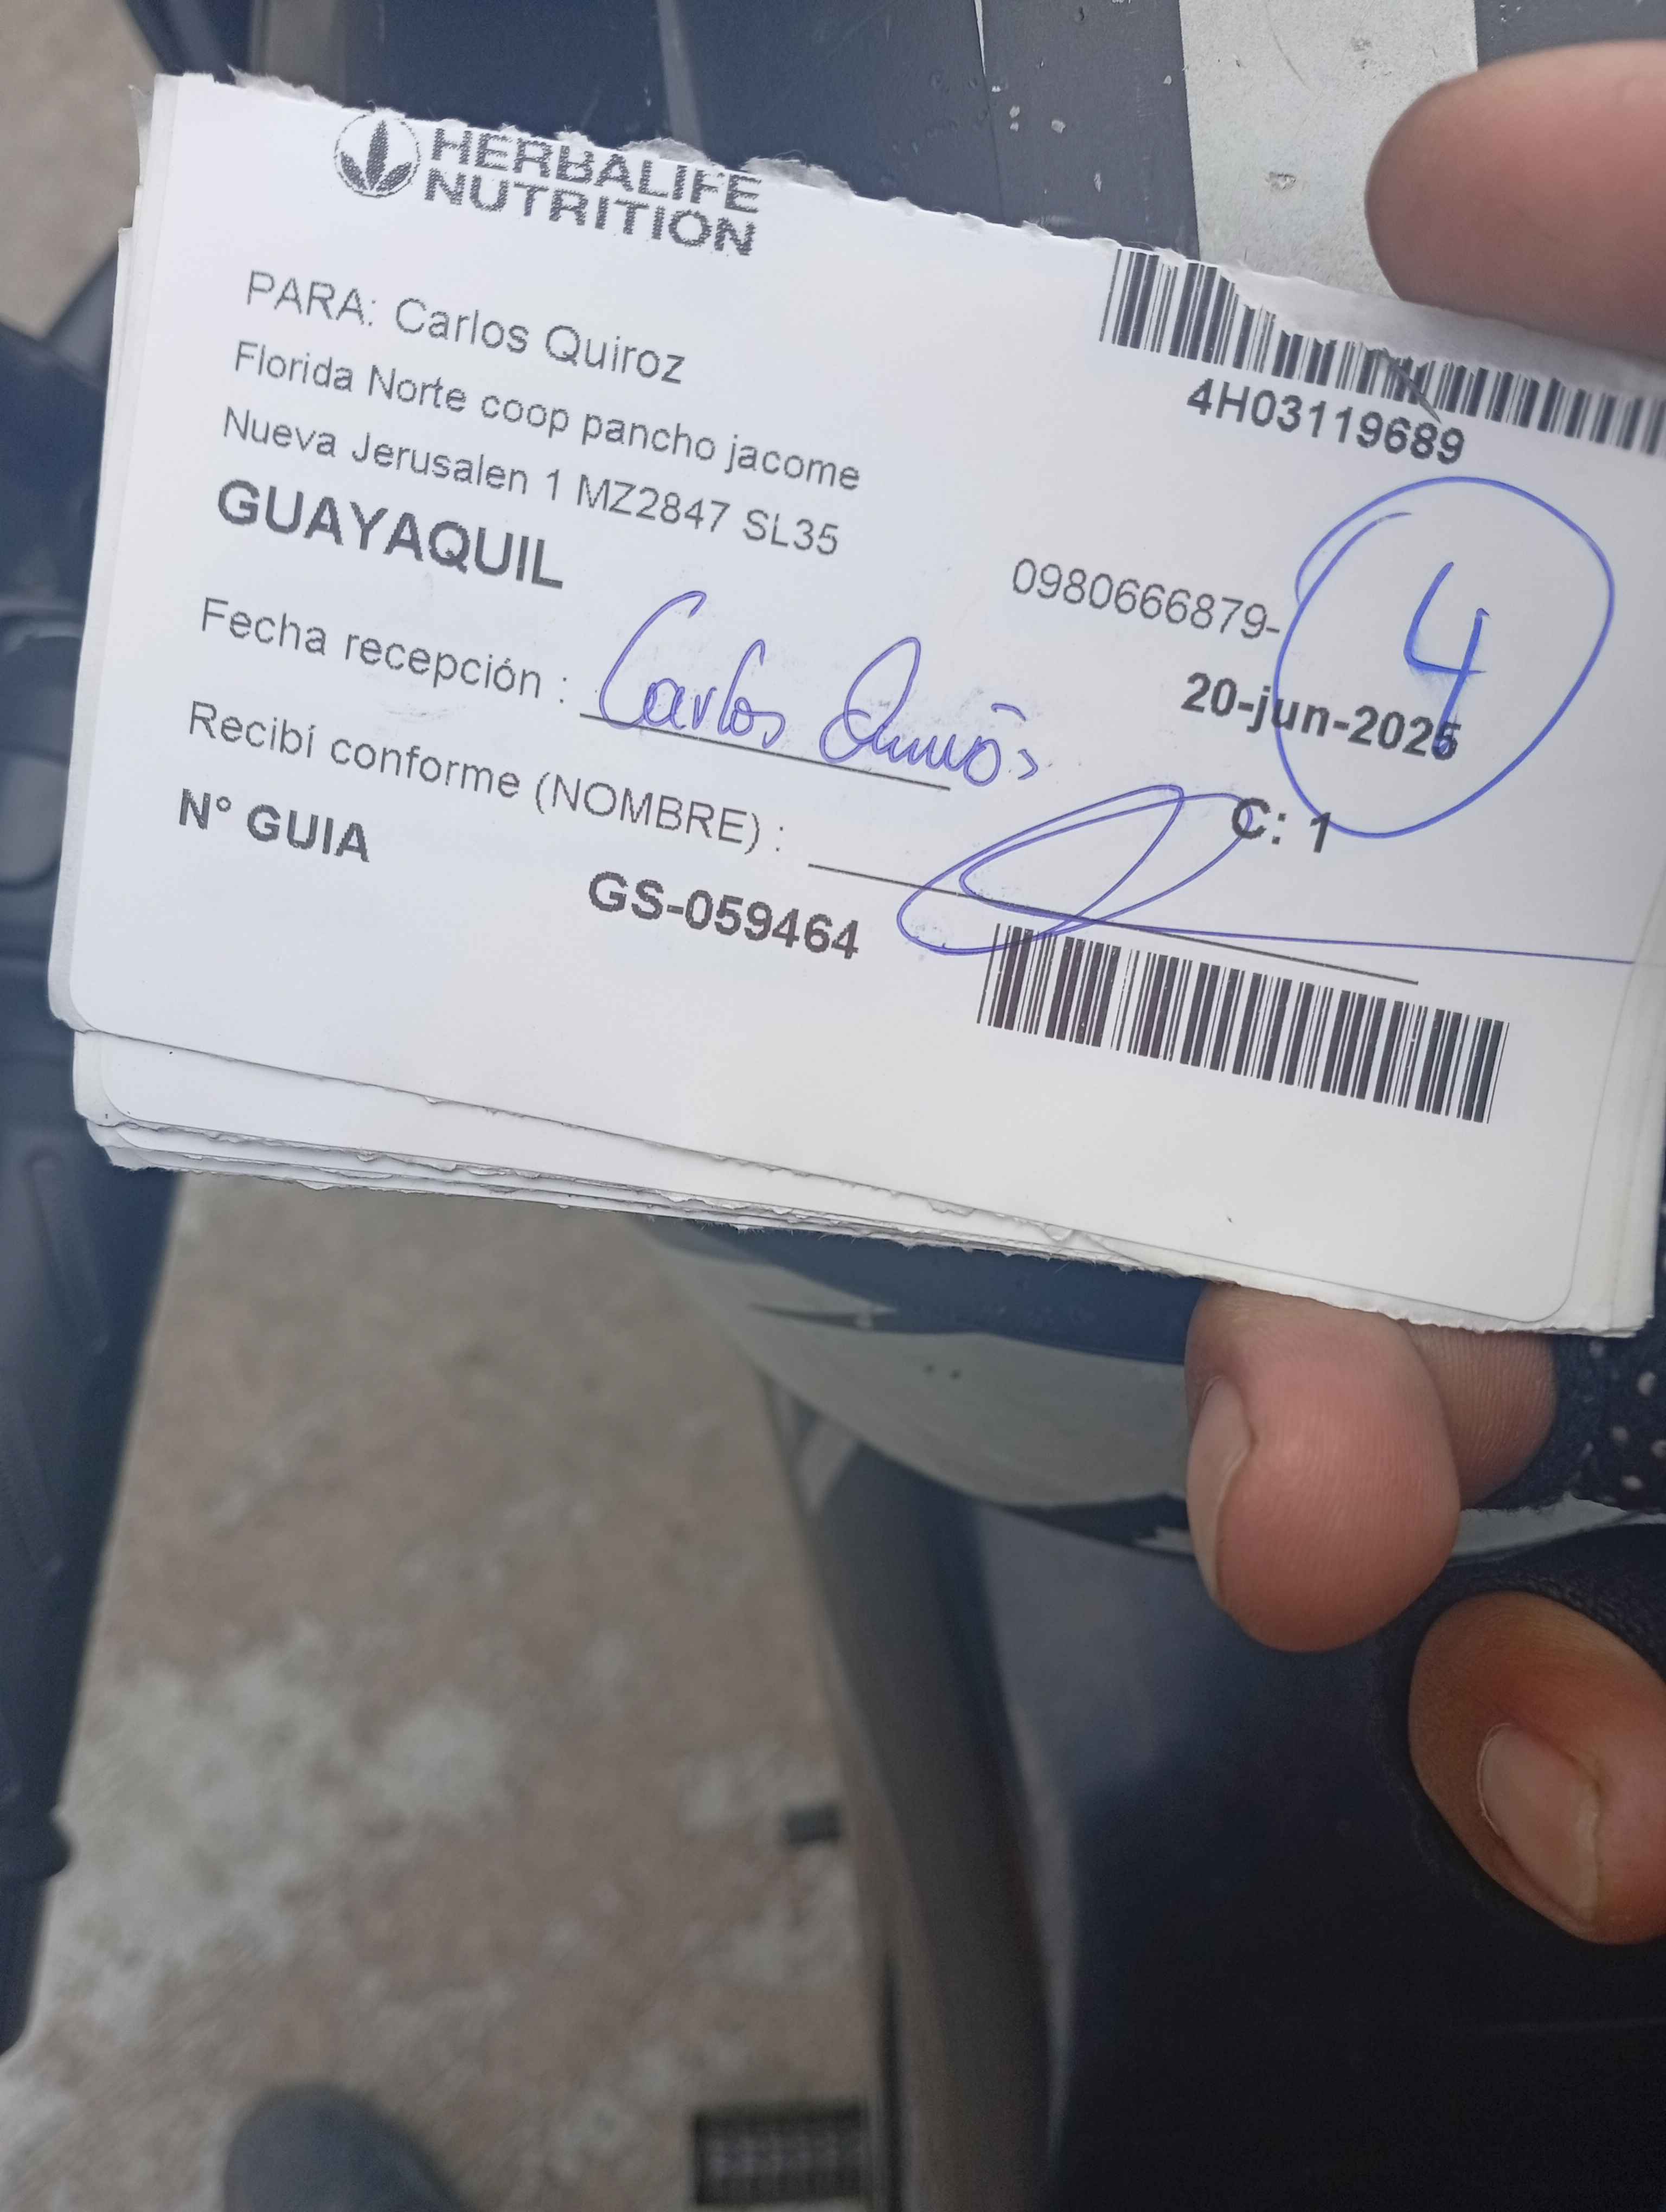 HERBALIFE
NUTRITION
4H03119689
PARA: Carlos Quiroz
Florida Norte coop pancho jacome
Nueva Jerusalen 1 MZ2847 SL35
GUAYAQUIL
0980666879-
4
20-jun-2025
Fecha recepción : Carlos
C: 1
Recibí conforme (NOMBRE) :
N° GUIA
GS-059464